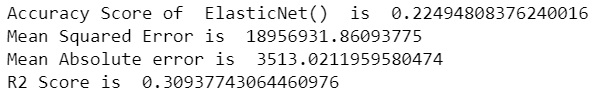 Accuracy Score of  ElasticNet()  is  0.22494808376240016
Mean Squared Error is  18956931.86093775
Mean Absolute error is  3513.0211959580474
R2 Score is  0.30937743064460976